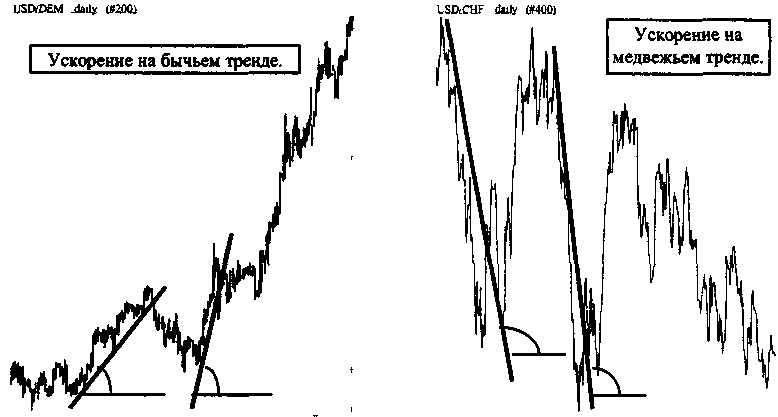 USD/DEM daily (#200)
Ускорение на бычьем тренде.
USD/CHF daily (#400)
Ускорение на
медвежьем тренде.